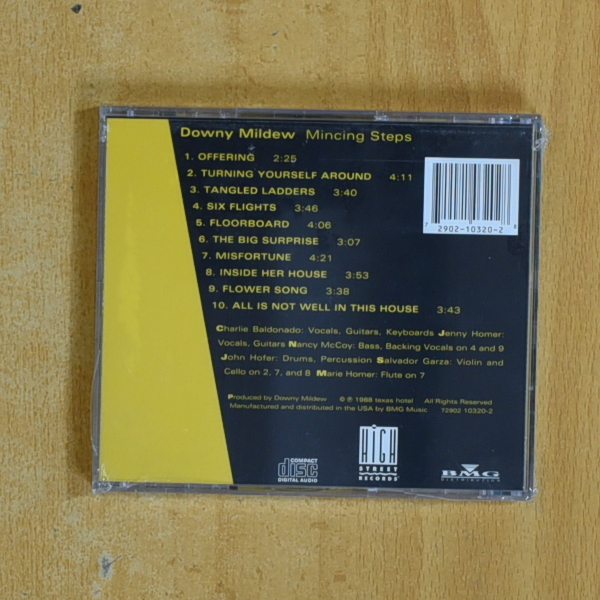 Downy Mildew Mincing Steps
1. OFFERING 2:25
2. TURNING YOURSELF AROUND 4:11
3. TANGLED LADDERS 3:40
4. SIX FLIGHTS 3:46
5. FLOORBOARD 4:06
6. THE BIG SURPRISE 3:07
7. MISFORTUNE 4:21
8. INSIDE HER HOUSE 3:53
9. FLOWER SONG 3:38
10. ALL IS NOT WELL IN THIS HOUSE 3:43
7 2902-10320-2 8
Charlie Baldonado: Vocals, Guitars, Keyboards Jenny Homer:
Vocals, Guitars Nancy McCoy: Bass, Backing Vocals on 4 and 9
John Hofer: Drums, Percussion Salvador Garza: Violin and
Cello on 2, 7, and 8 Marie Homer: Flute on 7
Produced by Downy Mildew © ℗ 1988 texas hotel All Rights Reserved
Manufactured and distributed in the USA by BMG Music 72902 10320-2
COMPACT
disc
DIGITAL AUDIO
HIGH
STREET
RECORDS
BMG
DISTRIBUTION